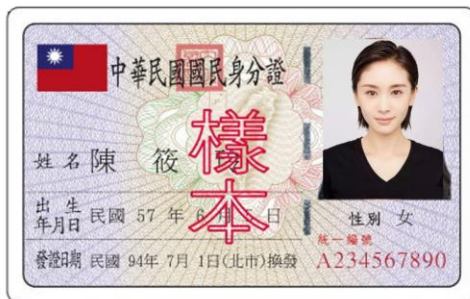 中華民國國民身分證
樣本
姓名 陳筱
出生年月日 民國 57 年 6 月 5 日
性別 女
發證日期 民國 94年 7月 1日(北市)換發
統一編號
A234567890